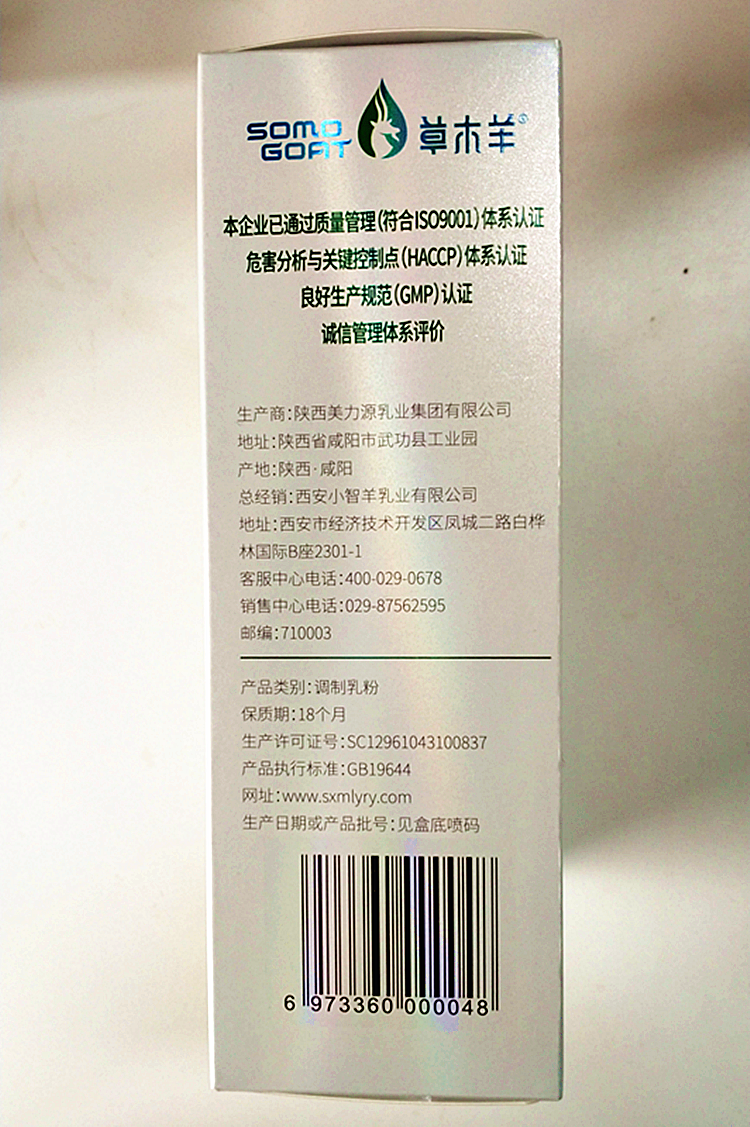 SOMO
GOAT
草木羊®
本企业已通过质量管理(符合ISO9001)体系认证
危害分析与关键控制点(HACCP)体系认证
良好生产规范(GMP)认证
诚信管理体系评价
生产商:陕西美力源乳业集团有限公司
地址:陕西省咸阳市武功县工业园
产地:陕西·咸阳
总经销:西安小智羊乳业有限公司
地址:西安市经济技术开发区凤城二路白桦
林国际B座2301-1
客服中心电话:400-029-0678
销售中心电话:029-87562595
邮编:710003
产品类别:调制乳粉
保质期:18个月
生产许可证号:SC12961043100837
产品执行标准:GB19644
网址:www.sxmlyry.com
生产日期或产品批号:见盒底喷码
6 973360 000048